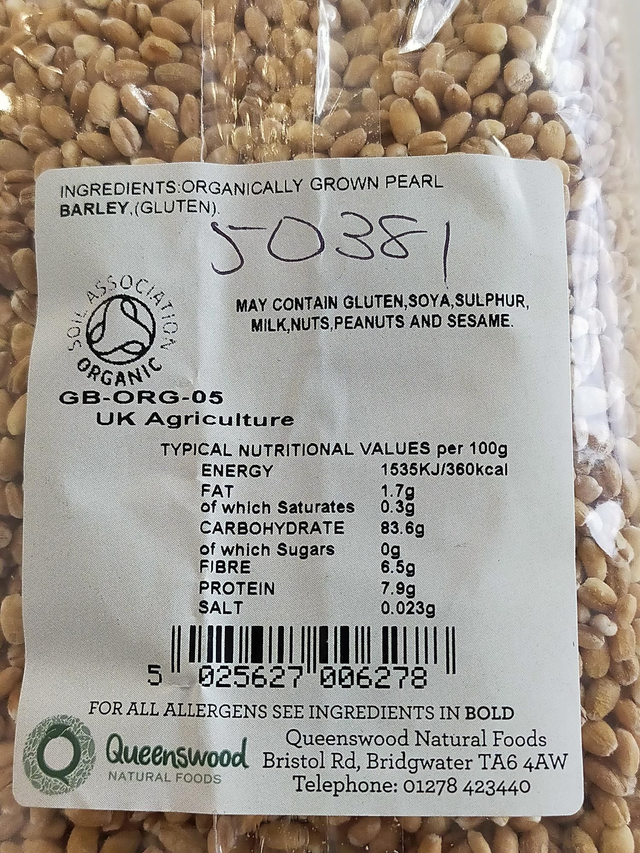 INGREDIENTS:ORGANICALLY GROWN PEARL
BARLEY,(GLUTEN).
50381
SOIL ASSOCIATION
ORGANIC
MAY CONTAIN GLUTEN,SOYA,SULPHUR,
MILK,NUTS,PEANUTS AND SESAME.
GB-ORG-05
UK Agriculture
TYPICAL NUTRITIONAL VALUES per 100g
ENERGY 1535KJ/360kcal
FAT 1.7g
of which Saturates 0.3g
CARBOHYDRATE 83.6g
of which Sugars 0g
FIBRE 6.5g
PROTEIN 7.9g
SALT 0.023g
5 025627 006278
FOR ALL ALLERGENS SEE INGREDIENTS IN BOLD
Queenswood
NATURAL FOODS
Queenswood Natural Foods
Bristol Rd, Bridgwater TA6 4AW
Telephone: 01278 423440